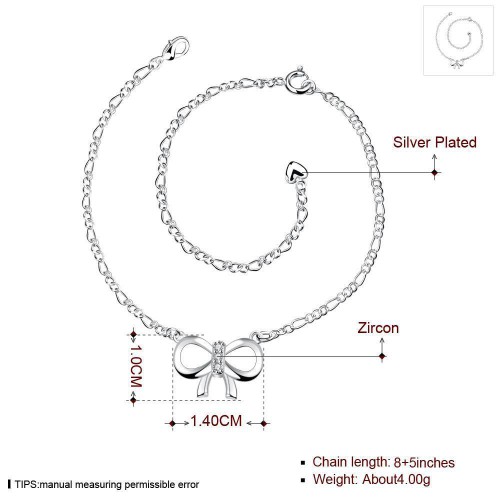 Silver Plated
Zircon
1.0CM
1.40CM
Chain length: 8+5inches
Weight: About4.00g
TIPS:manual measuring permissible error